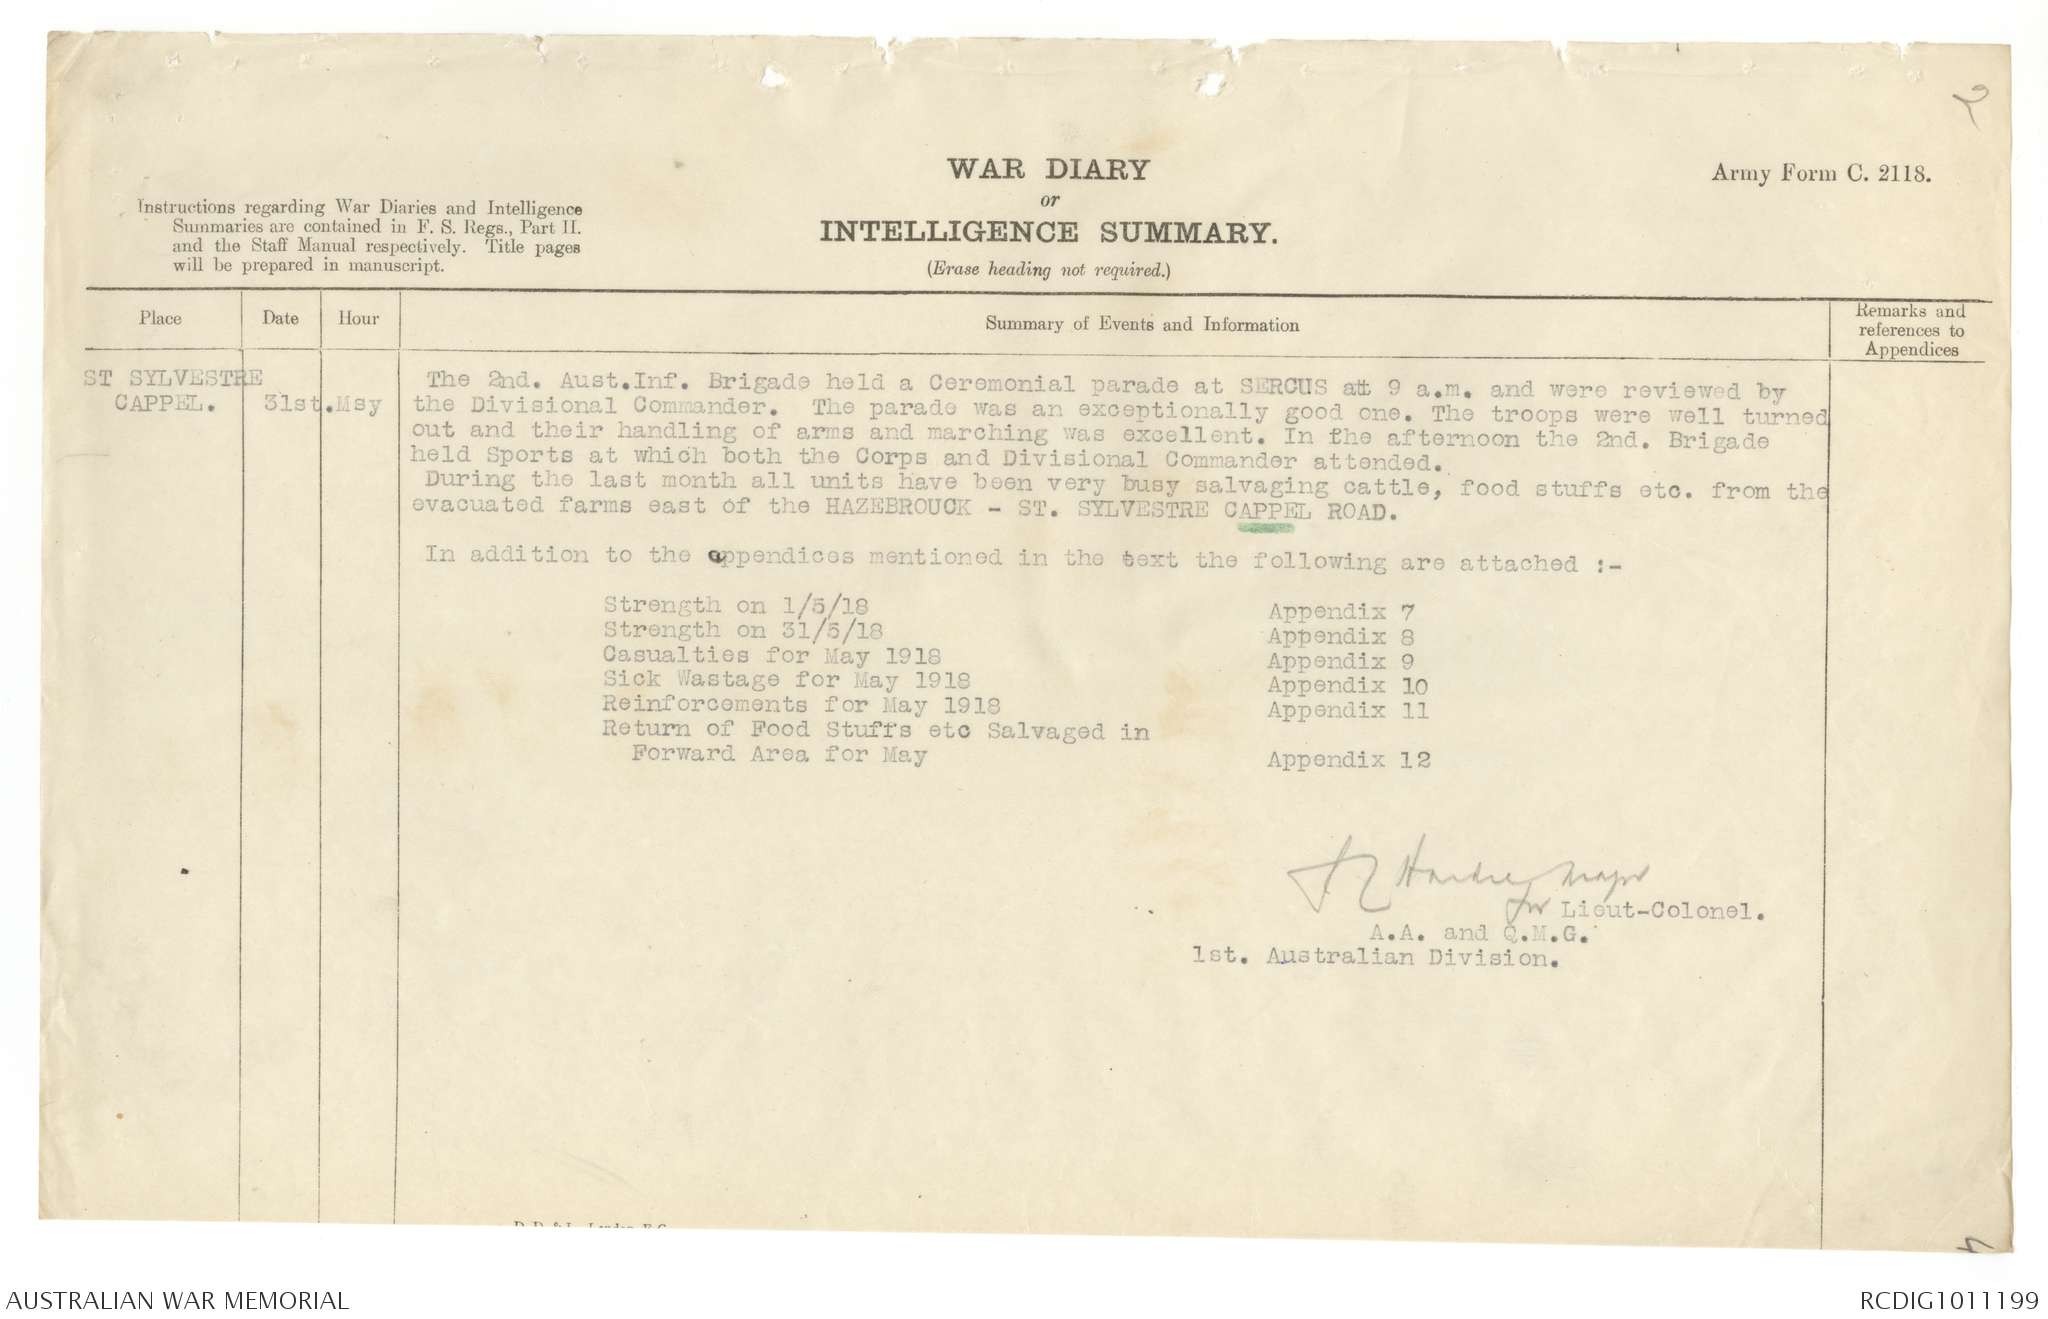 WAR DIARY
or
INTELLIGENCE SUMMARY.
(Erase heading not required.)
Army Form C. 2118.
Instructions regarding War Diaries and Intelligence
Summaries are contained in F. S. Regs., Part II.
and the Staff Manual respectively. Title pages
will be prepared in manuscript.
Place Date Hour Summary of Events and Information Remarks and
references to
Appendices
ST SYLVESTRE
CAPPEL. 31st.Msy
The 2nd. Aust.Inf. Brigade held a Ceremonial parade at SERCUS att 9 a.m. and were reviewed by
the Divisional Commander. The parade was an exceptionally good one. The troops were well turned
out and their handling of arms and marching was excellent. In the afternoon the 2nd. Brigade
held Sports at which both the Corps and Divisional Commander attended.
During the last month all units have been very busy salvaging cattle, food stuffs etc. from the
evacuated farms east of the HAZEBROUCK - ST. SYLVESTRE CAPPEL ROAD.
In addition to the appendices mentioned in the text the following are attached :-
Strength on 1/5/18 Appendix 7
Strength on 31/5/18 Appendix 8
Casualties for May 1918 Appendix 9
Sick Wastage for May 1918 Appendix 10
Reinforcements for May 1918 Appendix 11
Return of Food Stuffs etc Salvaged in
Forward Area for May Appendix 12
Major
for Lieut-Colonel.
A.A. and Q.M.G.
1st. Australian Division.
AUSTRALIAN WAR MEMORIAL
RCDIG1011199